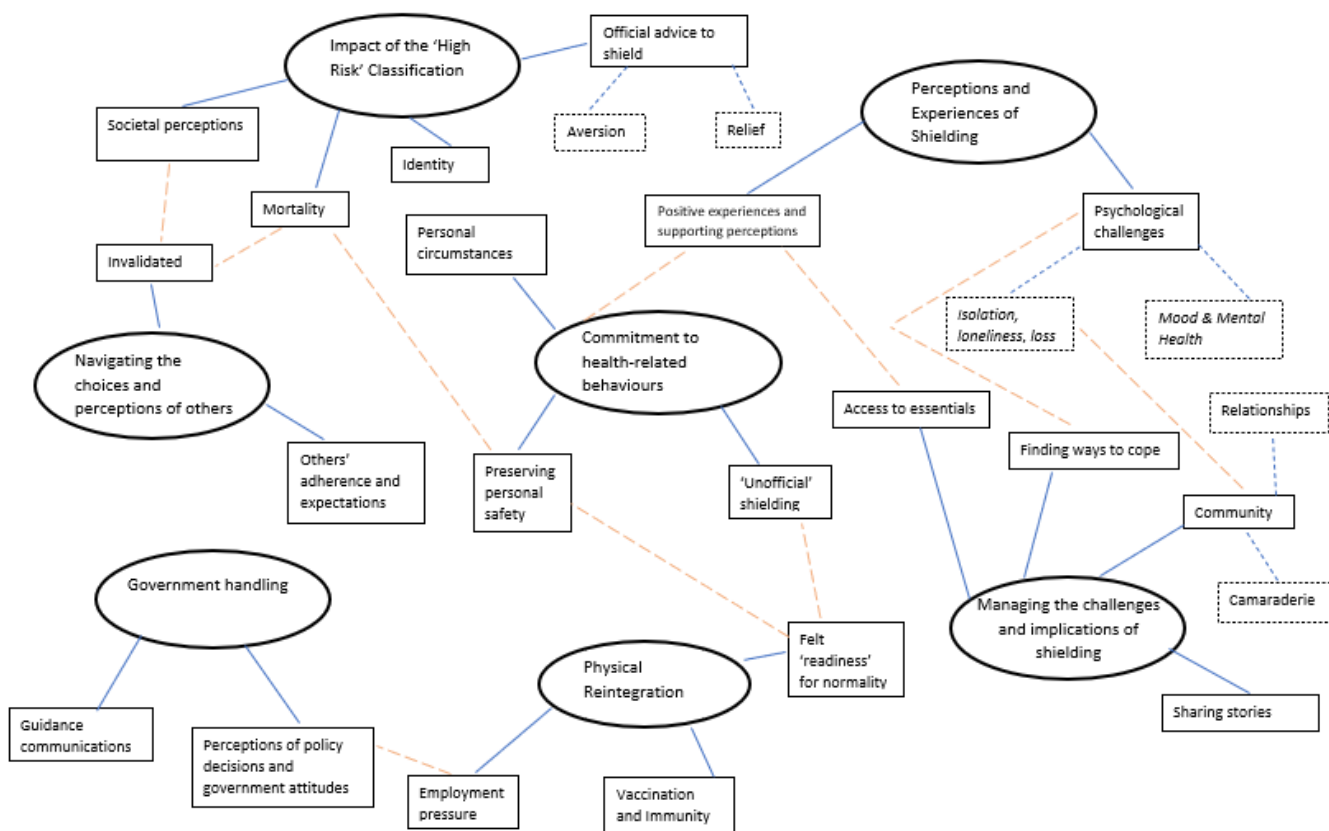 Impact of the ‘High
Risk’ Classification
Official advice to
shield
Perceptions and
Experiences of
Shielding
Societal perceptions
Aversion
Relief
Identity
Mortality
Personal
circumstances
Positive experiences and
supporting perceptions
Psychological
challenges
Invalidated
Isolation,
loneliness, loss
Mood & Mental
Health
Navigating the
choices and
perceptions of others
Commitment to
health-related
behaviours
Access to essentials
Relationships
Others’
adherence and
expectations
Preserving
personal
safety
‘Unofficial’
shielding
Finding ways to cope
Community
Government handling
Camaraderie
Managing the challenges
and implications of
shielding
Physical
Reintegration
Felt
‘readiness’
for normality
Sharing stories
Guidance
communications
Perceptions of policy
decisions and
government attitudes
Employment
pressure
Vaccination
and Immunity